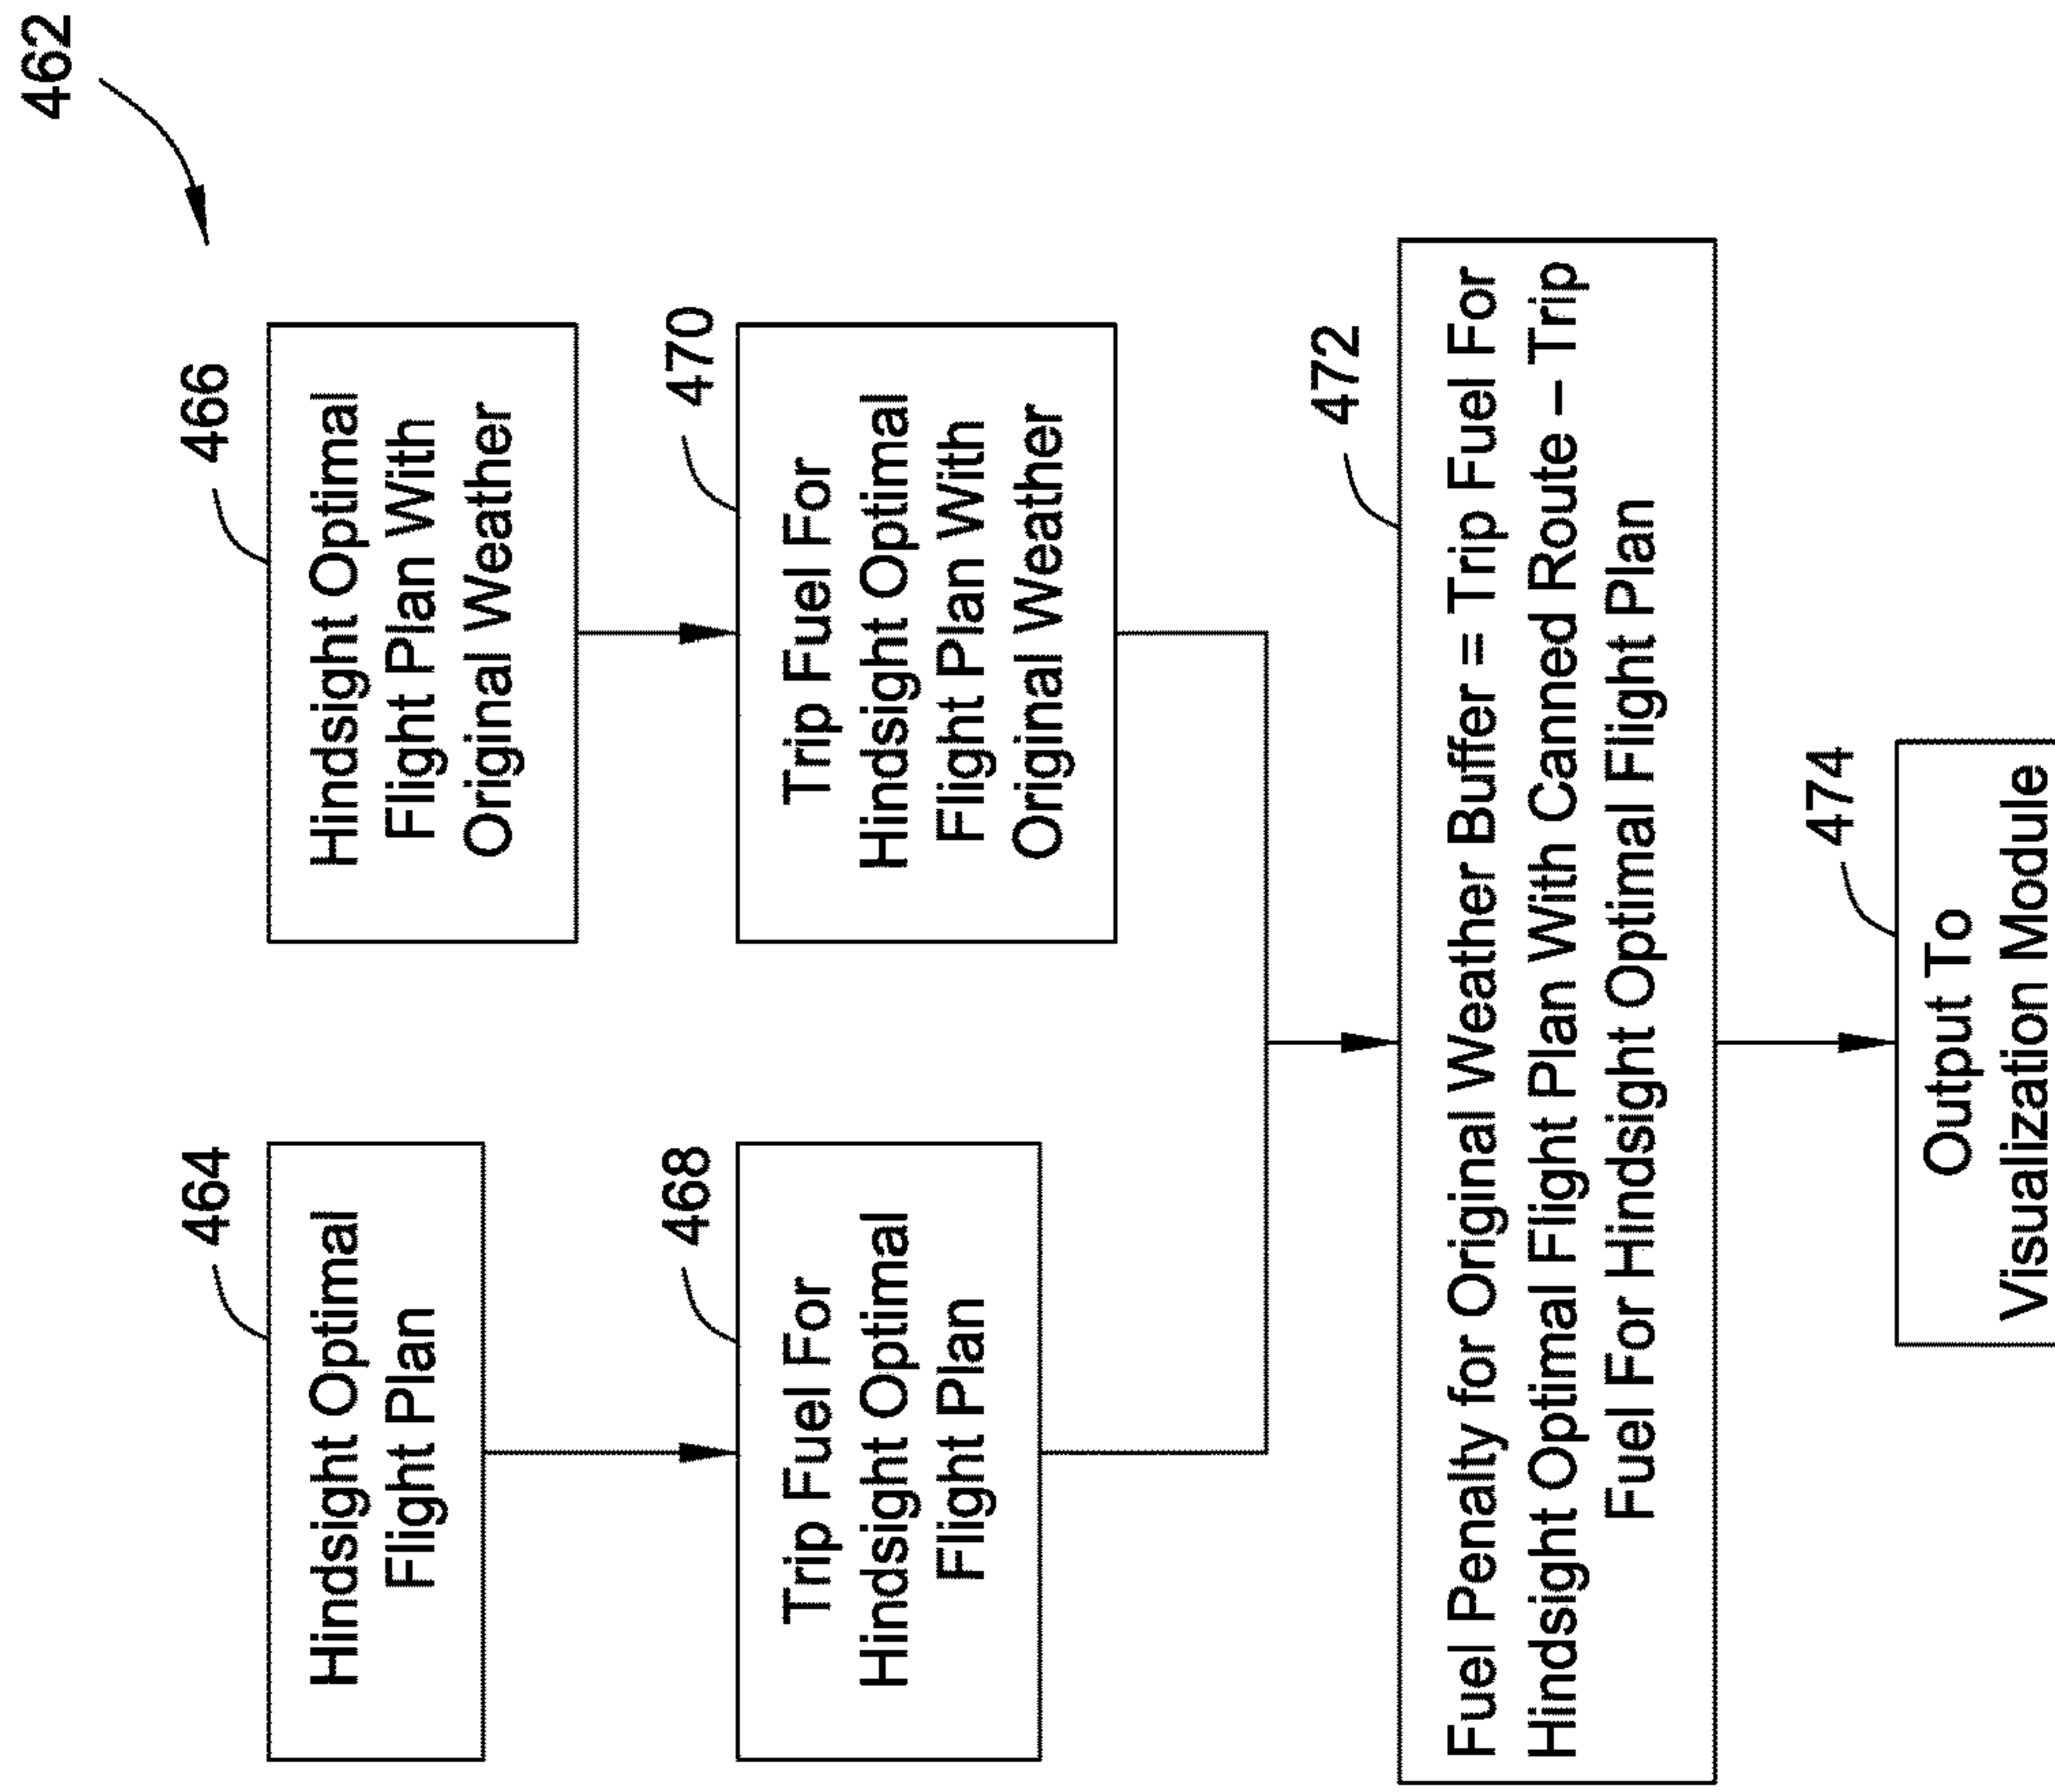 462
464
Hindsight Optimal
Flight Plan
466
Hindsight Optimal
Flight Plan With
Original Weather
468
Trip Fuel For
Hindsight Optimal
Flight Plan
470
Trip Fuel For
Hindsight Optimal
Flight Plan With
Original Weather
472
Fuel Penalty for Original Weather Buffer = Trip Fuel For
Hindsight Optimal Flight Plan With Canned Route – Trip
Fuel For Hindsight Optimal Flight Plan
474
Output To
Visualization Module